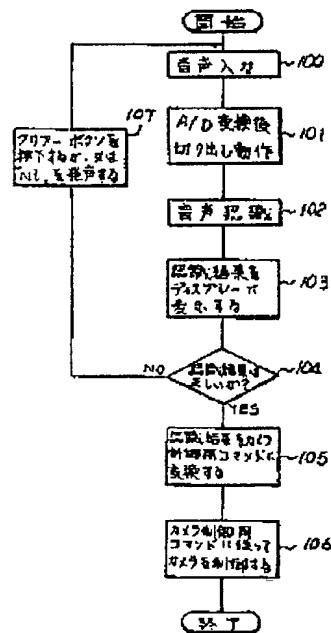 開始
音声入力
100
A/D変換後
切り出し動作
101
音声認識
102
認識結果を
ディスプレーで
表示する
103
認識結果は
正しいか?
104
NO
YES
107
クリアーボタンを
押下するか、または
NO、を発声する
認識結果をカメラ
制御用コマンドに
変換する
105
カメラ制御用
コマンドに従って
カメラを制御する
106
終了